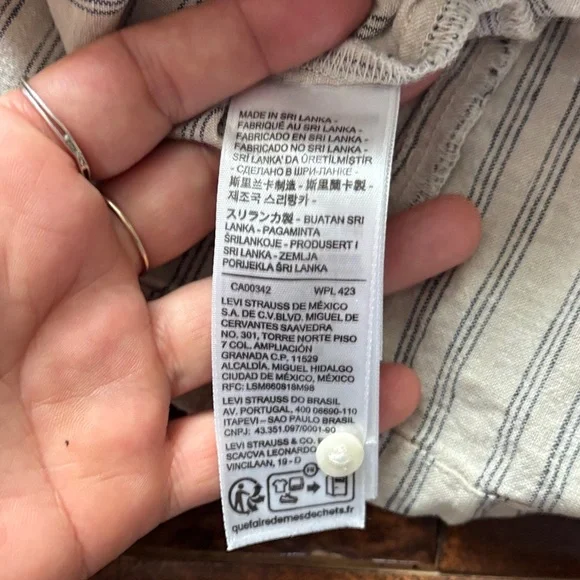 MADE IN SRI LANKA -
FABRIQUÉ AU SRI LANKA -
FABRICADO EN SRI LANKA -
FABRICADO NO SRI LANKA -
SRİ LANKA' DA ÜRETİLMİŞTİR
- СДЕЛАНО В ШРИ-ЛАНКЕ -
斯里兰卡制造 - 斯里蘭卡製 -
제조국 스리랑카 -
スリランカ製 - BUATAN SRI
LANKA - PAGAMINTA
ŠRILANKOJE - PRODUSERT I
SRI LANKA - ZEMLJA
PORIJEKLA ŠRI LANKA
CA00342 WPL 423
LEVI STRAUSS DE MÉXICO
S.A. DE C.V.BLVD. MIGUEL DE
CERVANTES SAAVEDRA
NO. 301, TORRE NORTE PISO
7 COL. AMPLIACIÓN
GRANADA C.P. 11529
ALCALDÍA. MIGUEL HIDALGO
CIUDAD DE MÉXICO, MÉXICO
RFC: LSM860818M98
LEVI STRAUSS DO BRASIL
AV. PORTUGAL, 400 06690-110
ITAPEVI – SAO PAULO BRASIL
CNPJ: 43.351.097/0001-60
LEVI STRAUSS & CO.
SCA/CVA LEONARDO
VINCILAAN, 19 - D
FR
quefairedemesdechets.fr